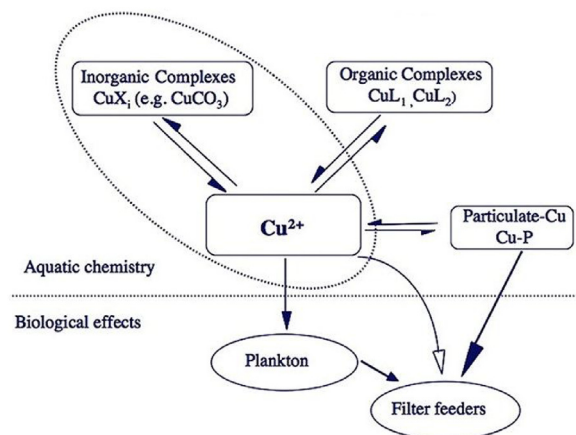 Inorganic Complexes
CuXᵢ (e.g. CuCO₃)
Organic Complexes
CuL₁ ,CuL₂)
Cu²⁺
Particulate-Cu
Cu-P
Aquatic chemistry
Biological effects
Plankton
Filter feeders